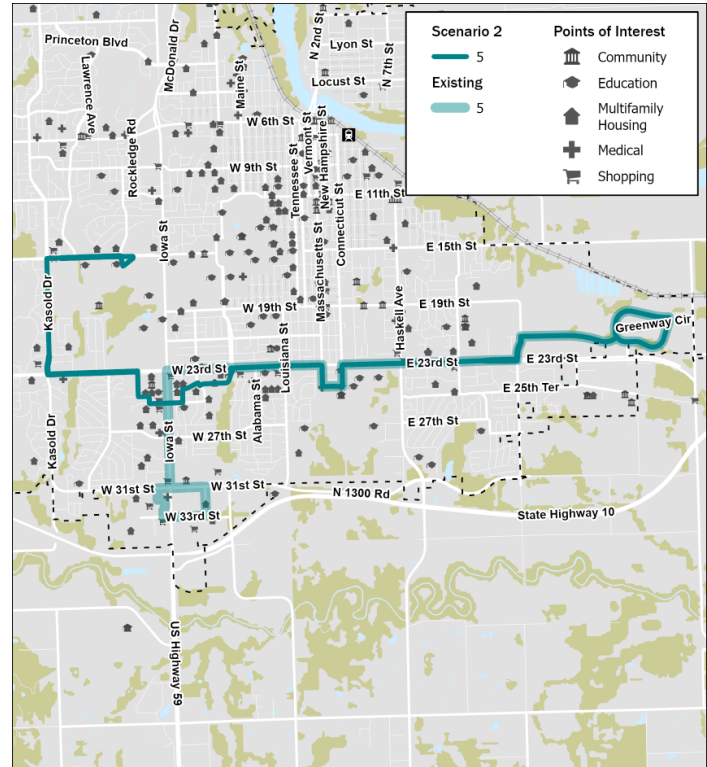 Scenario 2
5
Existing
5
Points of Interest
Community
Education
Multifamily
Housing
Medical
Shopping
Princeton Blvd
McDonald Dr
Lawrence Ave
Rockledge Rd
Maine St
N 2nd St
Lyon St
N 7th St
Locust St
W 6th St
Tennessee St
Vermont St
New Hampshire St
W 9th St
Connecticut St
E 11th St
Iowa St
Massachusetts St
E 15th St
Kasold Dr
W 19th St
E 19th St
Haskell Ave
Louisiana St
Greenway Cir
W 23rd St
E 23rd St
E 23rd St
Alabama St
E 25th Ter
Kasold Dr
Iowa St
W 27th St
E 27th St
W 31st St
W 31st St
N 1300 Rd
W 33rd St
State Highway 10
US Highway 59